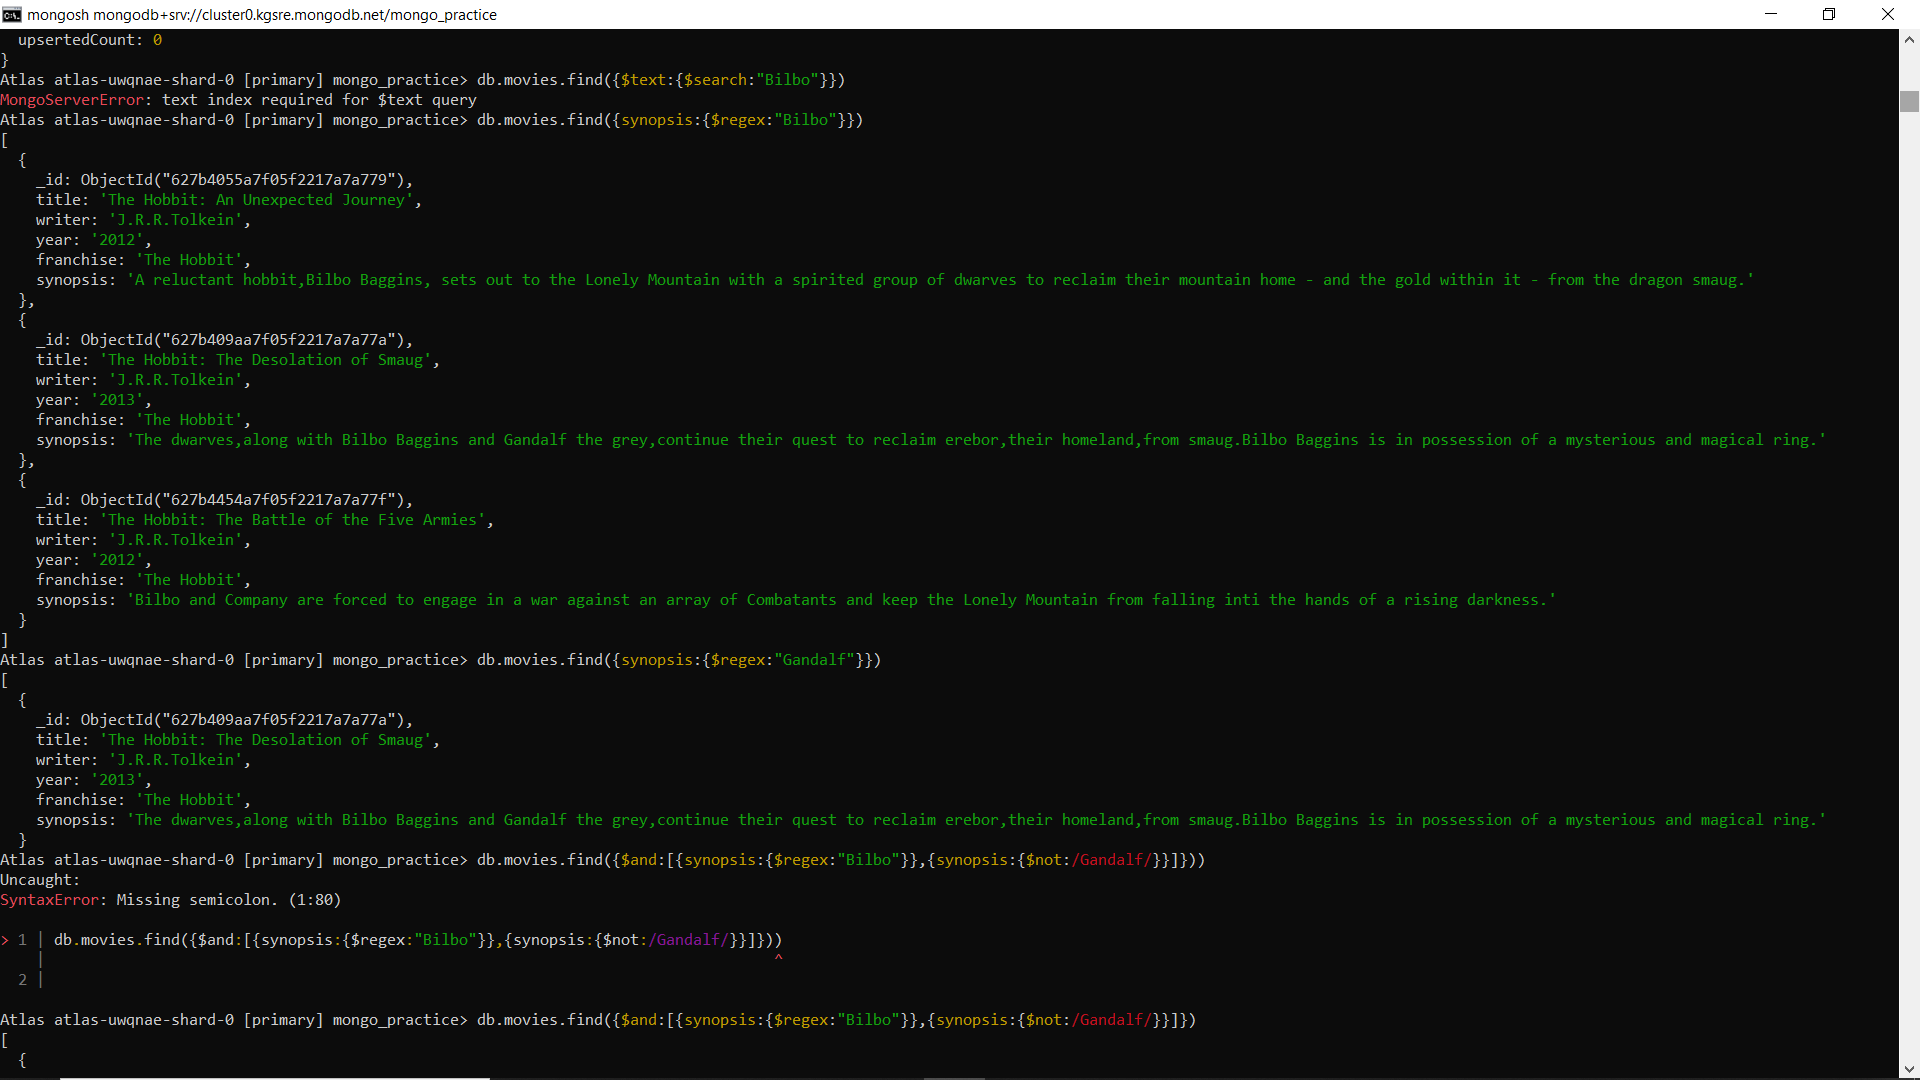 mongosh mongodb+srv://cluster0.kgsre.mongodb.net/mongo_practice
  upsertedCount: 0
}
Atlas atlas-uwqnae-shard-0 [primary] mongo_practice> db.movies.find({$text:{$search:"Bilbo"}})
MongoServerError: text index required for $text query
Atlas atlas-uwqnae-shard-0 [primary] mongo_practice> db.movies.find({synopsis:{$regex:"Bilbo"}})
[
  {
    _id: ObjectId("627b4055a7f05f2217a7a779"),
    title: 'The Hobbit: An Unexpected Journey',
    writer: 'J.R.R.Tolkein',
    year: '2012',
    franchise: 'The Hobbit',
    synopsis: 'A reluctant hobbit,Bilbo Baggins, sets out to the Lonely Mountain with a spirited group of dwarves to reclaim their mountain home - and the gold within it - from the dragon smaug.'
  },
  {
    _id: ObjectId("627b409aa7f05f2217a7a77a"),
    title: 'The Hobbit: The Desolation of Smaug',
    writer: 'J.R.R.Tolkein',
    year: '2013',
    franchise: 'The Hobbit',
    synopsis: 'The dwarves,along with Bilbo Baggins and Gandalf the grey,continue their quest to reclaim erebor,their homeland,from smaug.Bilbo Baggins is in possession of a mysterious and magical ring.'
  },
  {
    _id: ObjectId("627b4454a7f05f2217a7a77f"),
    title: 'The Hobbit: The Battle of the Five Armies',
    writer: 'J.R.R.Tolkein',
    year: '2012',
    franchise: 'The Hobbit',
    synopsis: 'Bilbo and Company are forced to engage in a war against an array of Combatants and keep the Lonely Mountain from falling inti the hands of a rising darkness.'
  }
]
Atlas atlas-uwqnae-shard-0 [primary] mongo_practice> db.movies.find({synopsis:{$regex:"Gandalf"}})
[
  {
    _id: ObjectId("627b409aa7f05f2217a7a77a"),
    title: 'The Hobbit: The Desolation of Smaug',
    writer: 'J.R.R.Tolkein',
    year: '2013',
    franchise: 'The Hobbit',
    synopsis: 'The dwarves,along with Bilbo Baggins and Gandalf the grey,continue their quest to reclaim erebor,their homeland,from smaug.Bilbo Baggins is in possession of a mysterious and magical ring.'
  }
Atlas atlas-uwqnae-shard-0 [primary] mongo_practice> db.movies.find({$and:[{synopsis:{$regex:"Bilbo"}},{synopsis:{$not:/Gandalf/}}]}))
Uncaught:
SyntaxError: Missing semicolon. (1:80)
> 1 | db.movies.find({$and:[{synopsis:{$regex:"Bilbo"}},{synopsis:{$not:/Gandalf/}}]}))
    |                                                                                 ^
  2 |
Atlas atlas-uwqnae-shard-0 [primary] mongo_practice> db.movies.find({$and:[{synopsis:{$regex:"Bilbo"}},{synopsis:{$not:/Gandalf/}}]})
[
  {